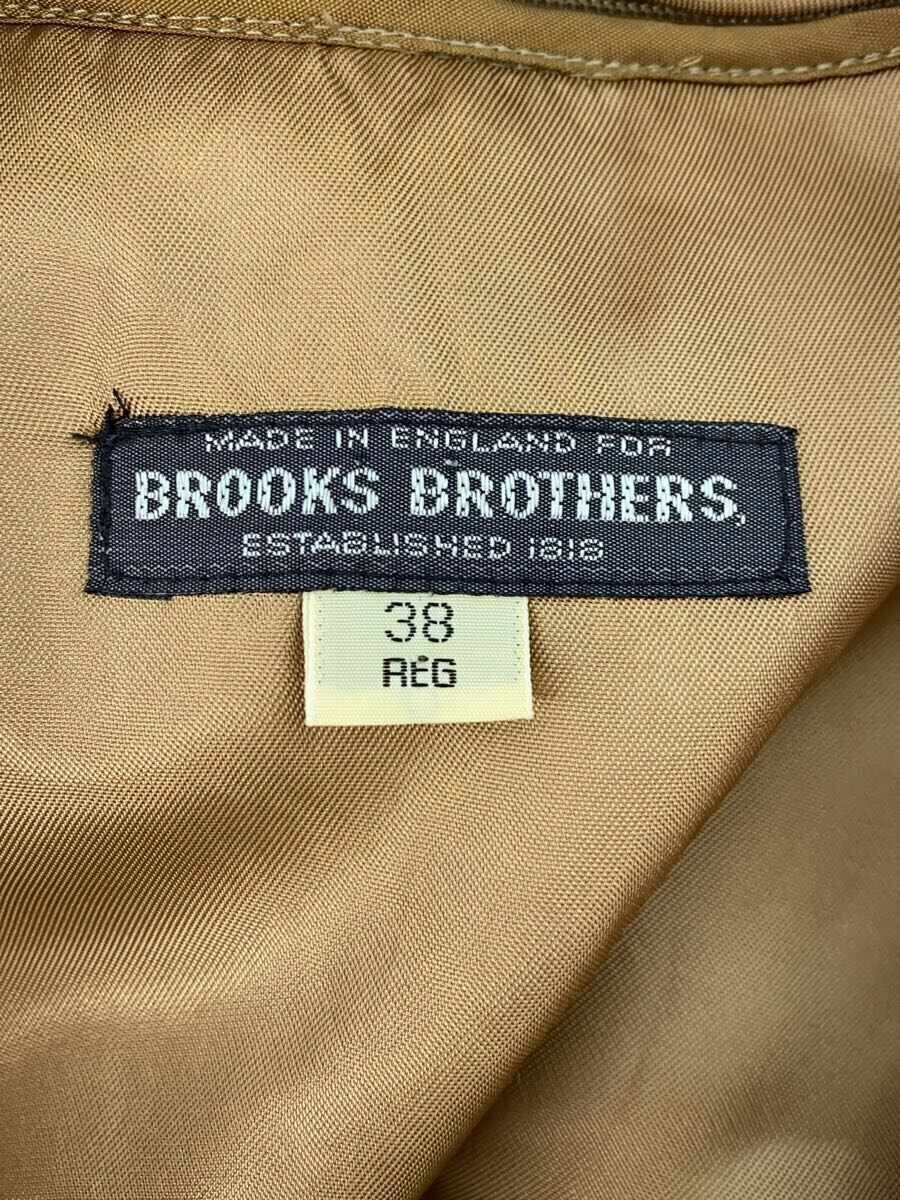 MADE IN ENGLAND FOR
BROOKS BROTHERS,
ESTABLISHED 1818
38
REG